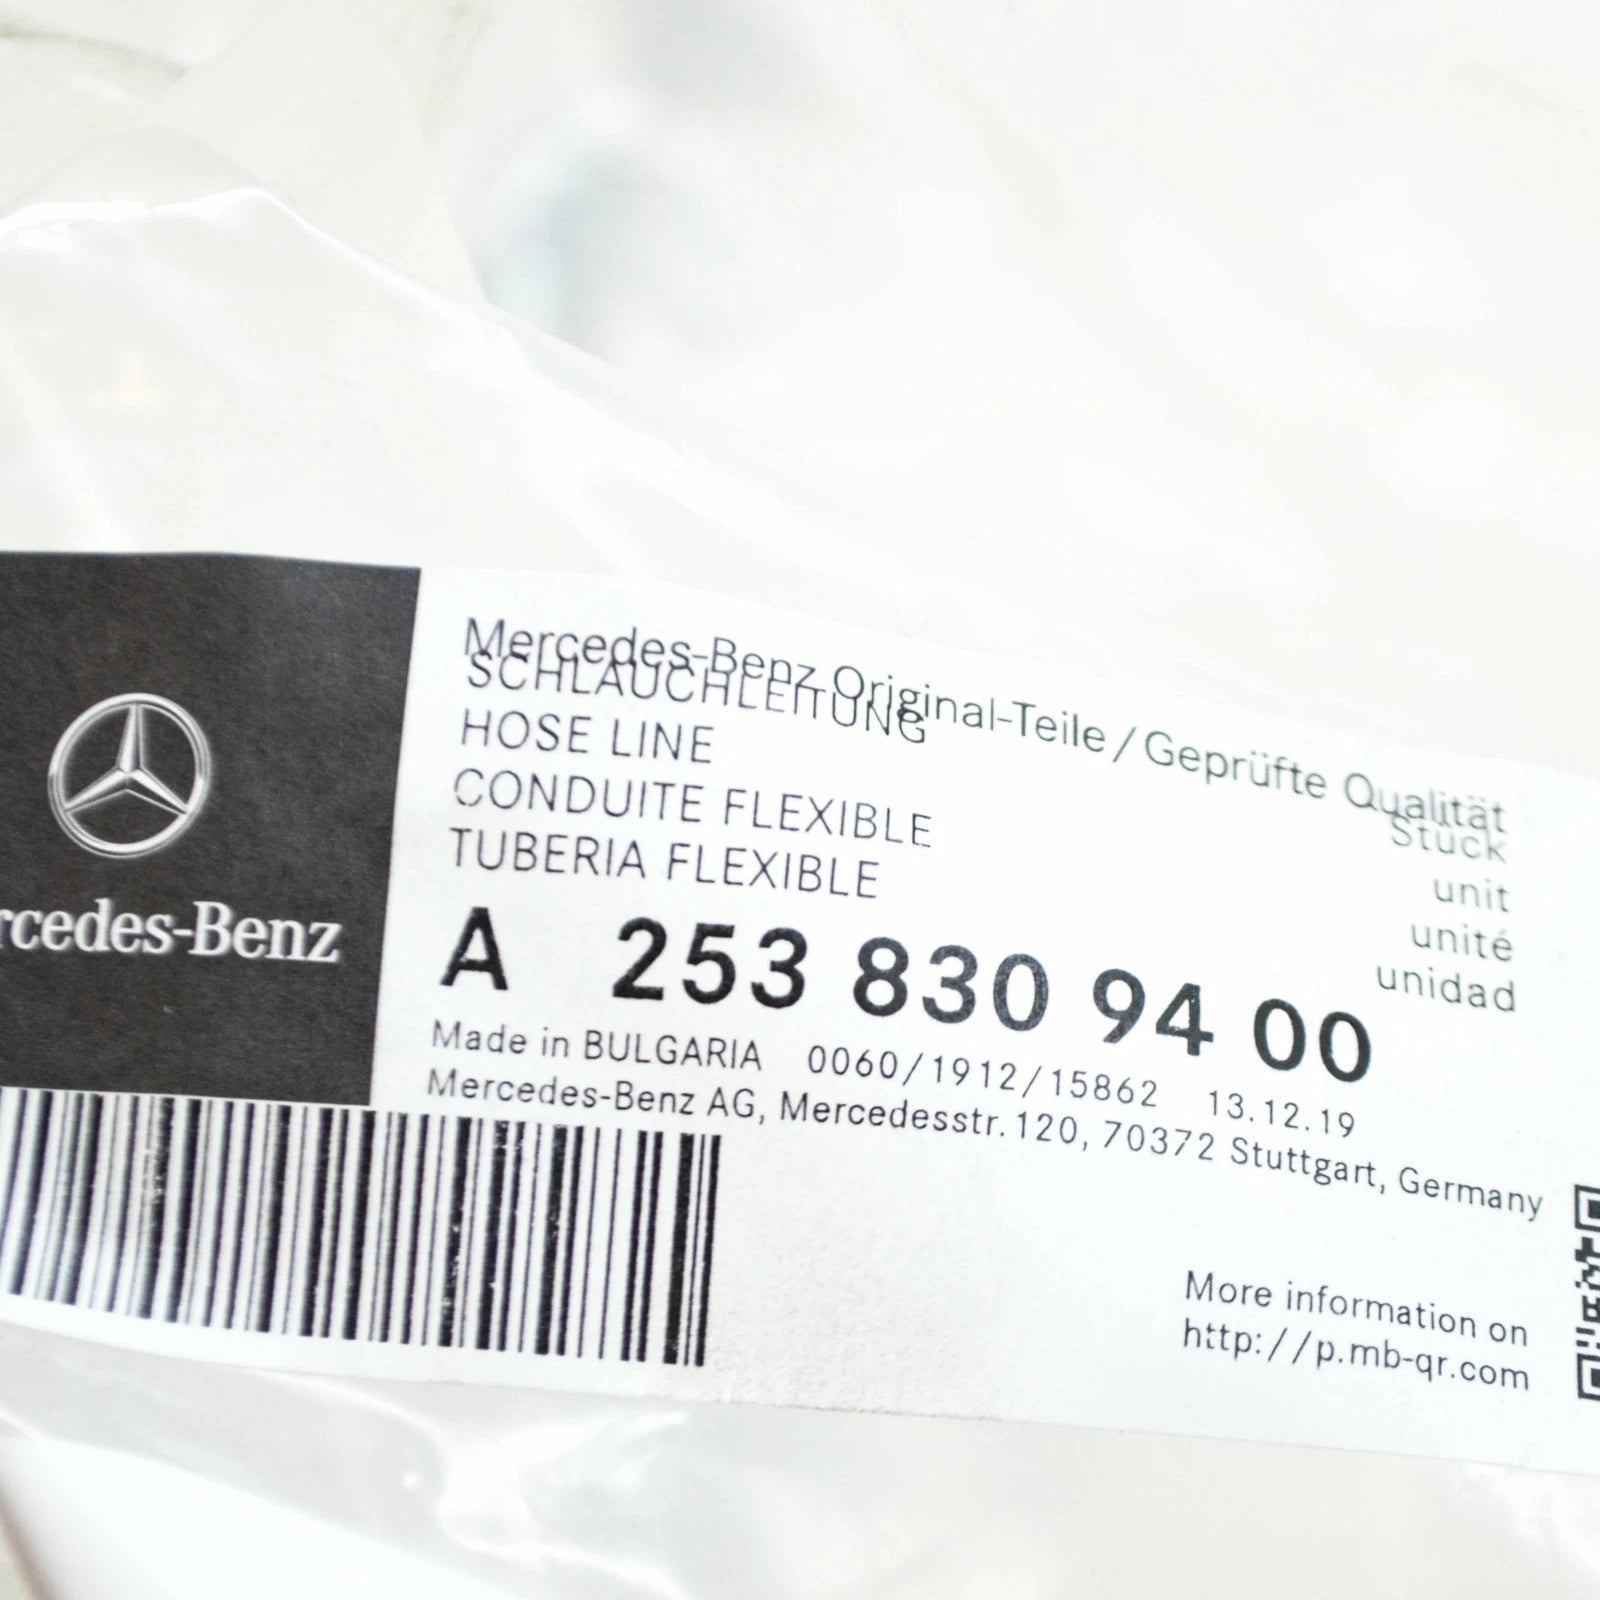 Mercedes-Benz Original-Teile / Geprüfte Qualität
SCHLAUCHLEITUNG Stück
HOSE LINE unit
CONDUITE FLEXIBLE unité
TUBERIA FLEXIBLE unidad
A 253 830 94 00
Made in BULGARIA 0060/1912/15862 13.12.19
Mercedes-Benz AG, Mercedesstr. 120, 70372 Stuttgart, Germany
rcedes-Benz
More information on
http://p.mb-qr.com